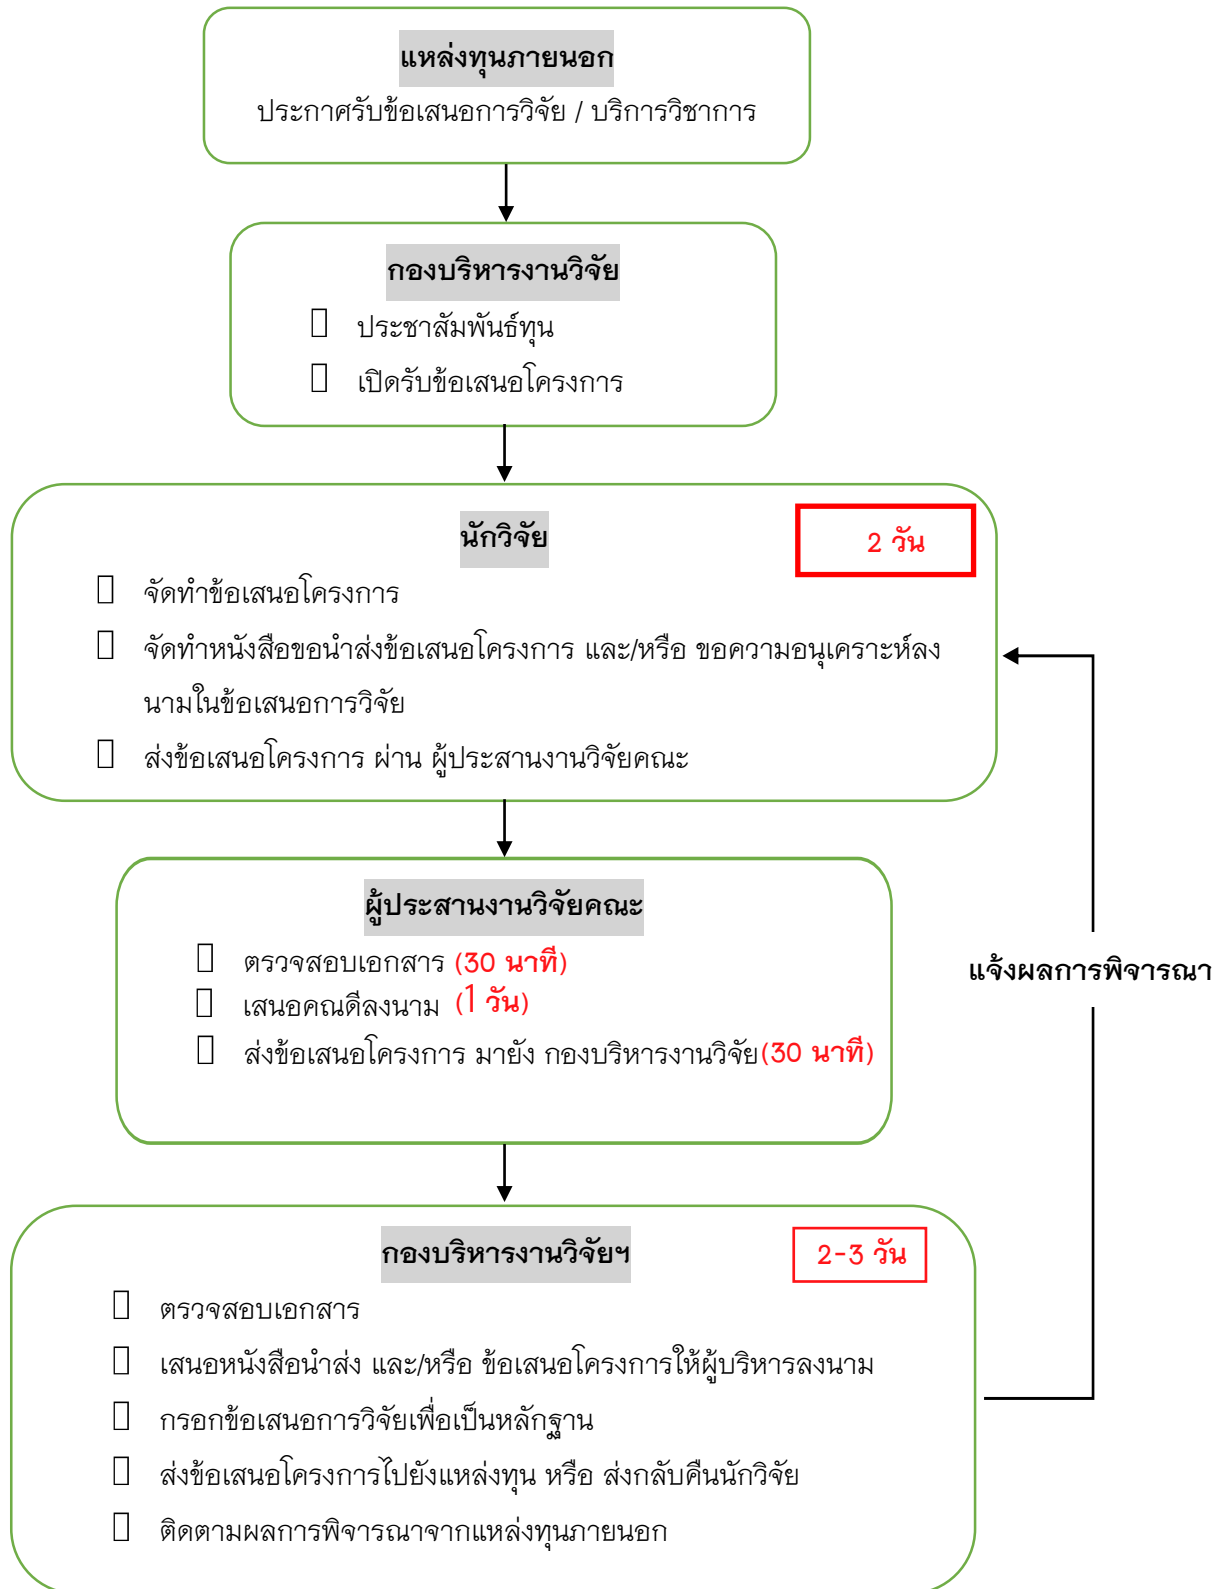 แหล่งทุนภายนอก
ประกาศรับข้อเสนอการวิจัย / บริการวิชาการ
กองบริหารงานวิจัย
ประชาสัมพันธ์ทุน
เปิดรับข้อเสนอโครงการ
นักวิจัย
2 วัน
จัดทำข้อเสนอโครงการ
จัดทำหนังสือขอนำส่งข้อเสนอโครงการ และ/หรือ ขอความอนุเคราะห์ลง
นามในข้อเสนอการวิจัย
ส่งข้อเสนอโครงการ ผ่าน ผู้ประสานงานวิจัยคณะ
ผู้ประสานงานวิจัยคณะ
ตรวจสอบเอกสาร (30 นาที)
เสนอคณดีลงนาม (1 วัน)
ส่งข้อเสนอโครงการ มายัง กองบริหารงานวิจัย(30 นาที)
แจ้งผลการพิจารณา
กองบริหารงานวิจัยฯ
2-3 วัน
ตรวจสอบเอกสาร
เสนอหนังสือนำส่ง และ/หรือ ข้อเสนอโครงการให้ผู้บริหารลงนาม
กรอกข้อเสนอการวิจัยเพื่อเป็นหลักฐาน
ส่งข้อเสนอโครงการไปยังแหล่งทุน หรือ ส่งกลับคืนนักวิจัย
ติดตามผลการพิจารณาจากแหล่งทุนภายนอก